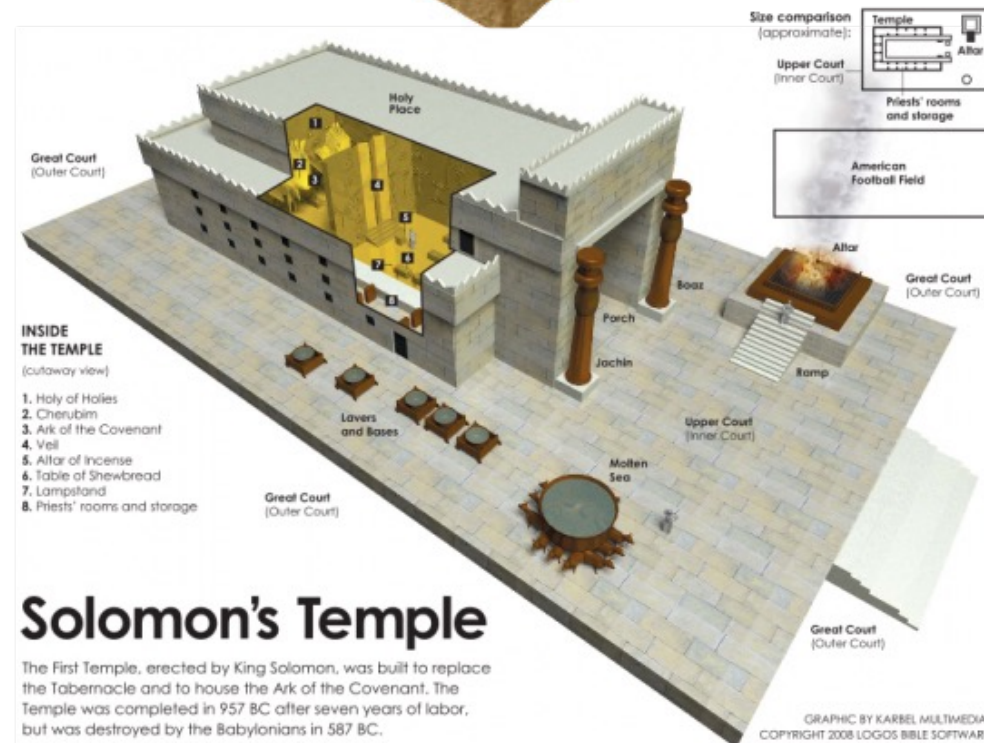 Size comparison
(approximate):
Temple
Altar
Upper Court
(Inner Court)
Priests' rooms
and storage
American
Football Field
Holy
Place
1
2
3
4
5
6
7
8
Great Court
(Outer Court)
Altar
Great Court
(Outer Court)
Boaz
Porch
Jachin
Ramp
INSIDE
THE TEMPLE
(cutaway view)
1. Holy of Holies
2. Cherubim
3. Ark of the Covenant
4. Veil
5. Altar of Incense
6. Table of Shewbread
7. Lampstand
8. Priests' rooms and storage
Lavers
and Bases
Upper Court
(Inner Court)
Molten
Sea
Great Court
(Outer Court)
Great Court
(Outer Court)
Solomon's Temple
The First Temple, erected by King Solomon, was built to replace
the Tabernacle and to house the Ark of the Covenant. The
Temple was completed in 957 BC after seven years of labor,
but was destroyed by the Babylonians in 587 BC.
GRAPHIC BY KARBEL MULTIMEDIA
COPYRIGHT 2008 LOGOS BIBLE SOFTWARE